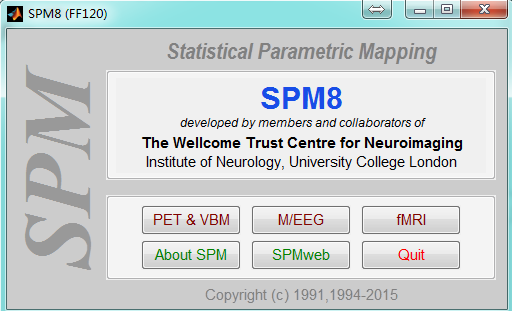 SPM8 (FF120)
Statistical Parametric Mapping
SPM
SPM8
developed by members and collaborators of
The Wellcome Trust Centre for Neuroimaging
Institute of Neurology, University College London
PET & VBM M/EEG fMRI
About SPM SPMweb Quit
Copyright (c) 1991,1994-2015